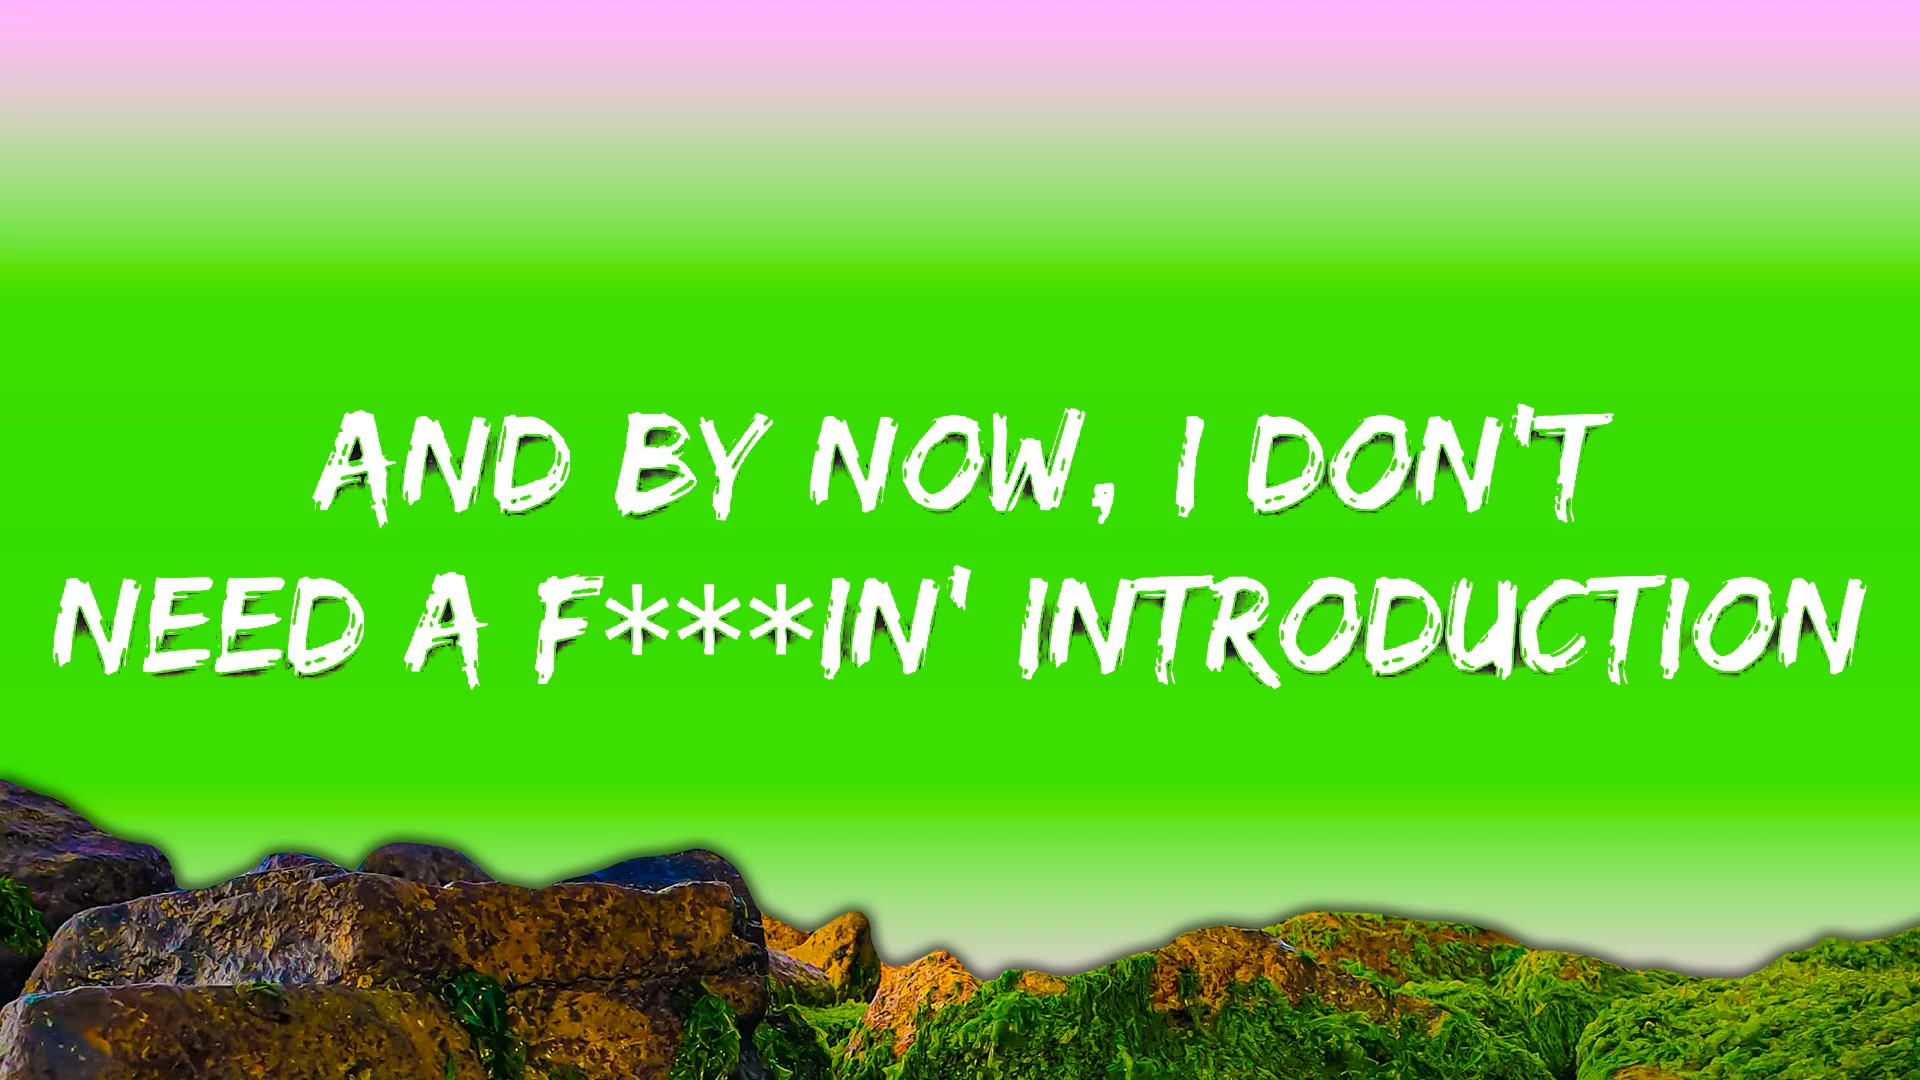 AND BY NOW, I DON'T
NEED A F***IN' INTRODUCTION